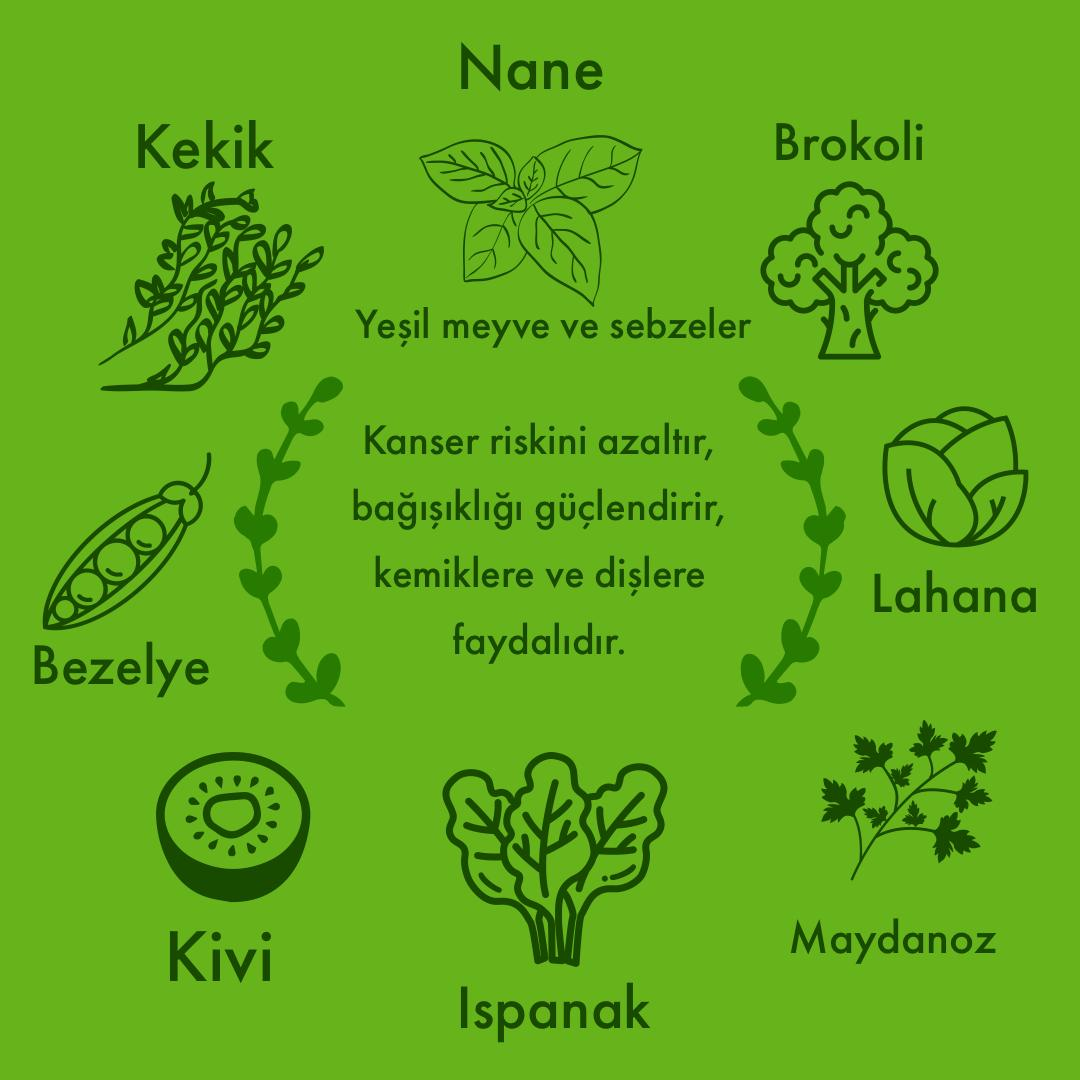 Nane
Kekik
Brokoli
Yeşil meyve ve sebzeler
Kanser riskini azaltır,
bağışıklığı güçlendirir,
kemiklere ve dişlere
faydalıdır.
Lahana
Bezelye
Maydanoz
Kivi
Ispanak